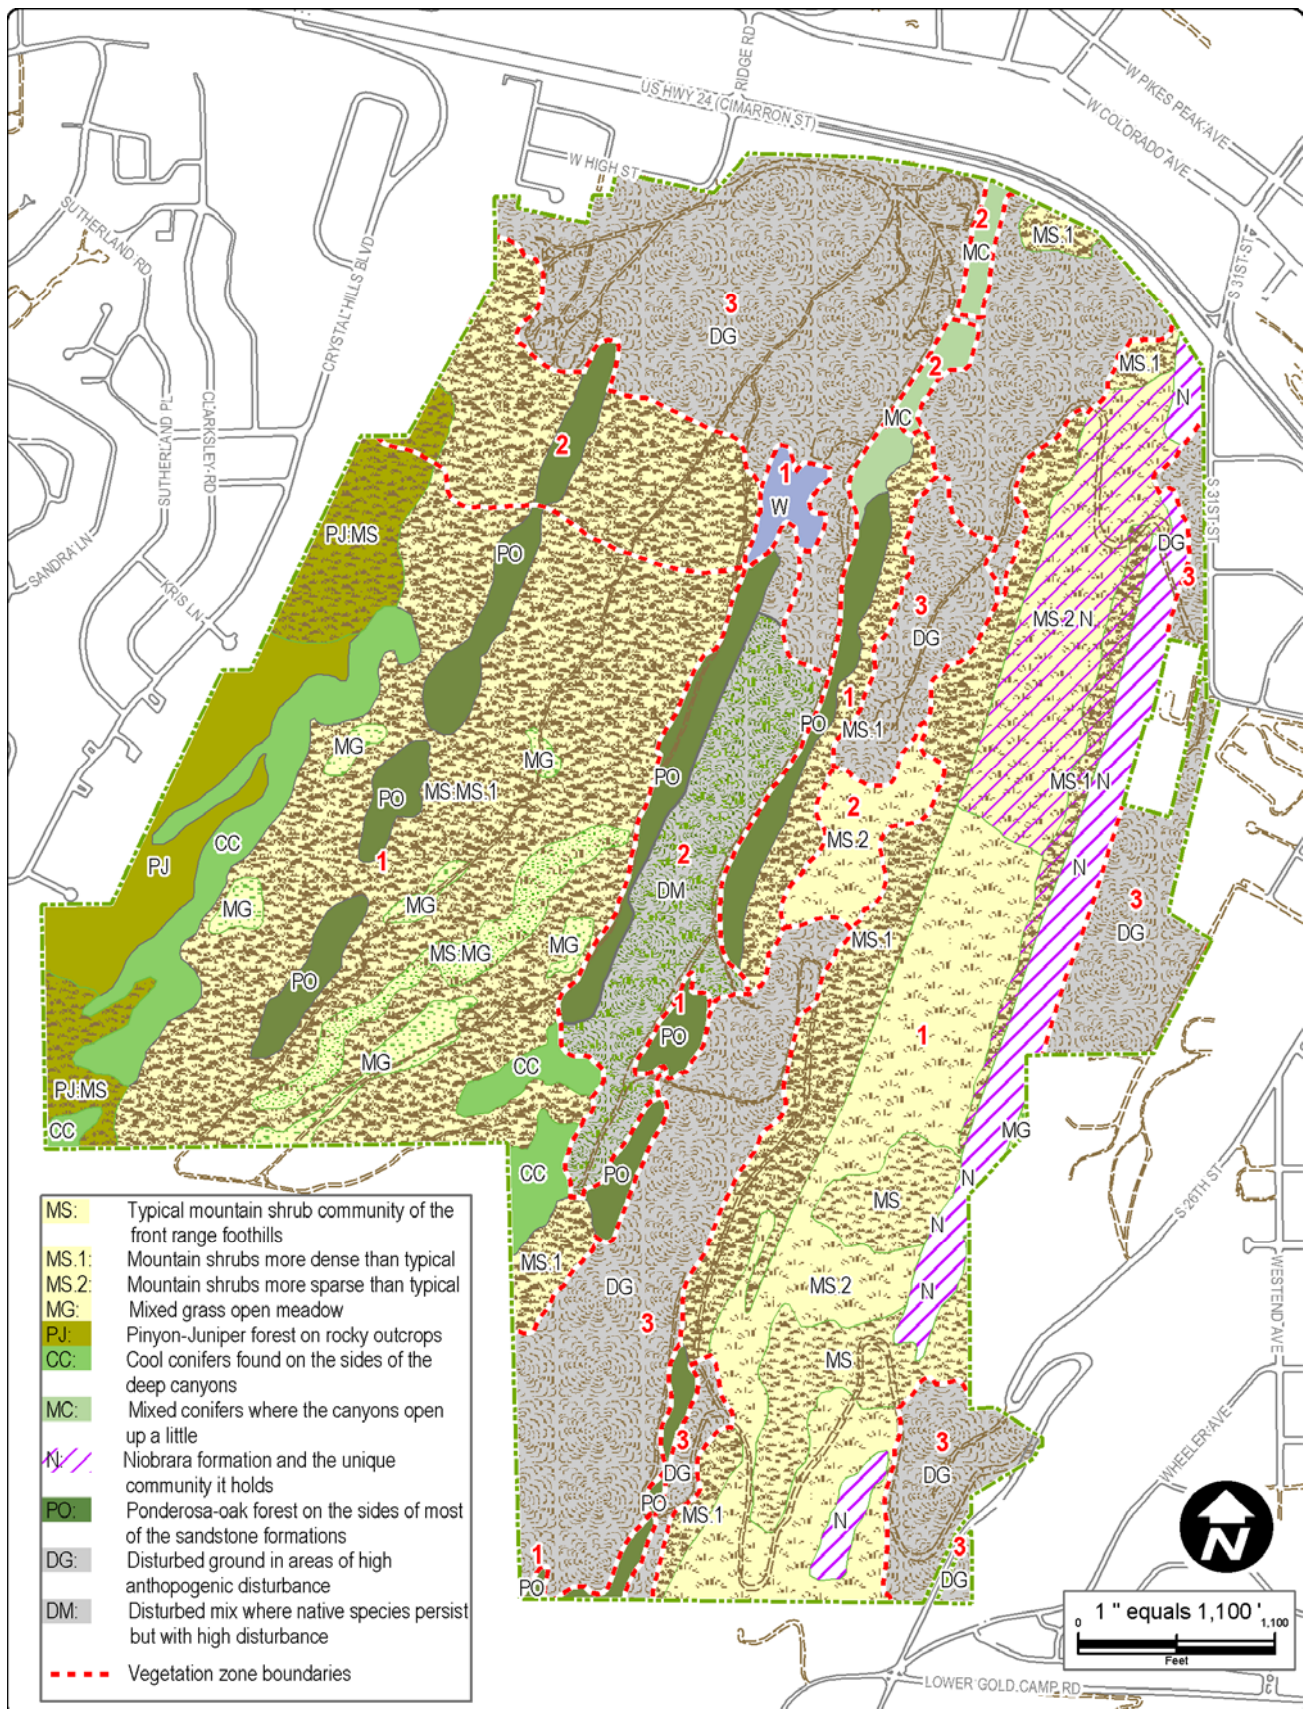 RIDGE RD
US HWY 24 (CIMARRON ST)
W PIKES PEAK AVE
W COLORADO AVE
W HIGH ST
SUTHERLAND RD
CRYSTAL HILLS BLVD
S 31ST ST
2
MC
MS.1
3
DG
MS.1
2
N
SUTHERLAND PL
CLARKSLEY RD
MC
2
1
W
S 31ST ST
PJ:MS
PO
DG
3
SANDRA LN
KRIS LN
3
DG
MS.2 N
1
MS.1
PO
MG
MG
PO
PO
MS:MS.1
MS.1 N
2
MS.2
CC
PJ
1
2
DM
N
3
DG
MG
MG
MS:MG
MG
MS.1
PO
1
PO
1
MG
CC
PJ:MS
CC
MG
CC
PO
N
MS
N
S 26TH ST
MS.1
DG
3
MS.2
N
WESTEND AVE
MS
3
DG
3
DG
WHEELER AVE
PO
MS.1
N
1
PO
3
DG
LOWER GOLD CAMP RD
MS: Typical mountain shrub community of the
front range foothills
MS.1: Mountain shrubs more dense than typical
MS.2: Mountain shrubs more sparse than typical
MG: Mixed grass open meadow
PJ: Pinyon-Juniper forest on rocky outcrops
CC: Cool conifers found on the sides of the
deep canyons
MC: Mixed conifers where the canyons open
up a little
N: Niobrara formation and the unique
community it holds
PO: Ponderosa-oak forest on the sides of most
of the sandstone formations
DG: Disturbed ground in areas of high
anthopogenic disturbance
DM: Disturbed mix where native species persist
but with high disturbance
Vegetation zone boundaries
N
1 " equals 1,100 '
0 1,100
Feet